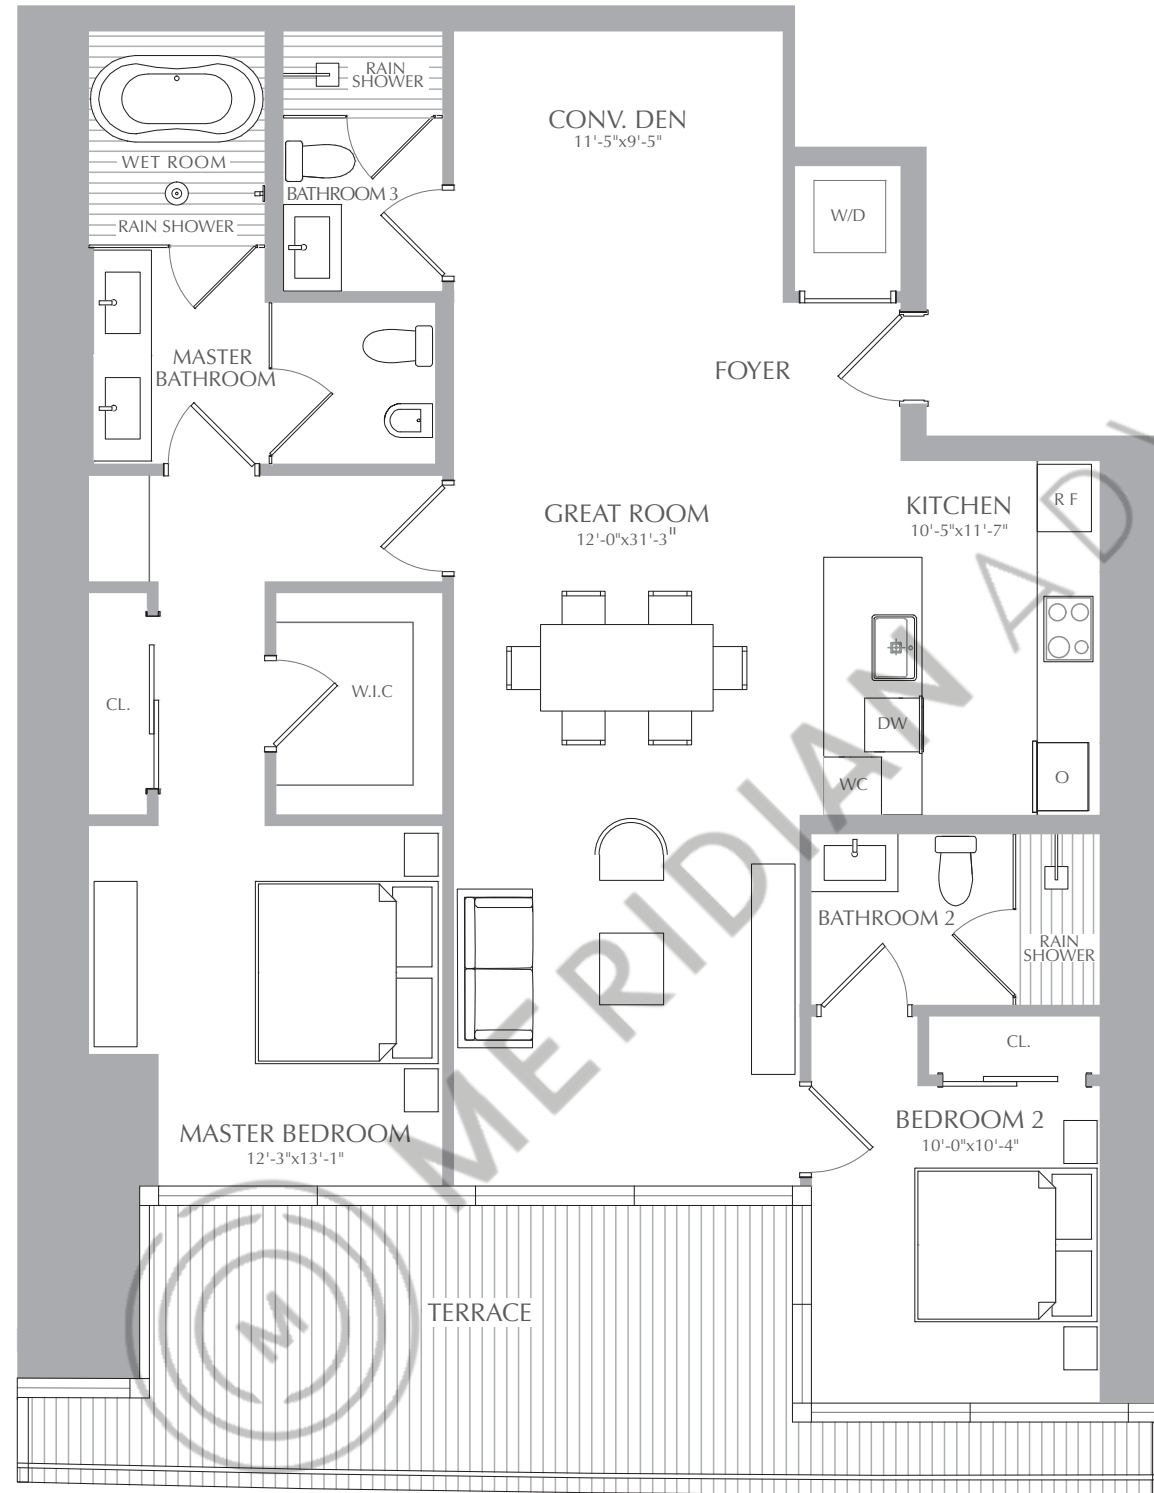 RAIN
SHOWER
CONV. DEN
11'-5"x9'-5"
WET ROOM
BATHROOM 3
W/D
RAIN SHOWER
MASTER
BATHROOM
FOYER
GREAT ROOM
12'-0"x31'-3"
KITCHEN
10'-5"x11'-7"
R F
CL.
W.I.C
DW
WC
O
BATHROOM 2
RAIN
SHOWER
CL.
MASTER BEDROOM
12'-3"x13'-1"
BEDROOM 2
10'-0"x10'-4"
TERRACE
M
MERIDIAN AD